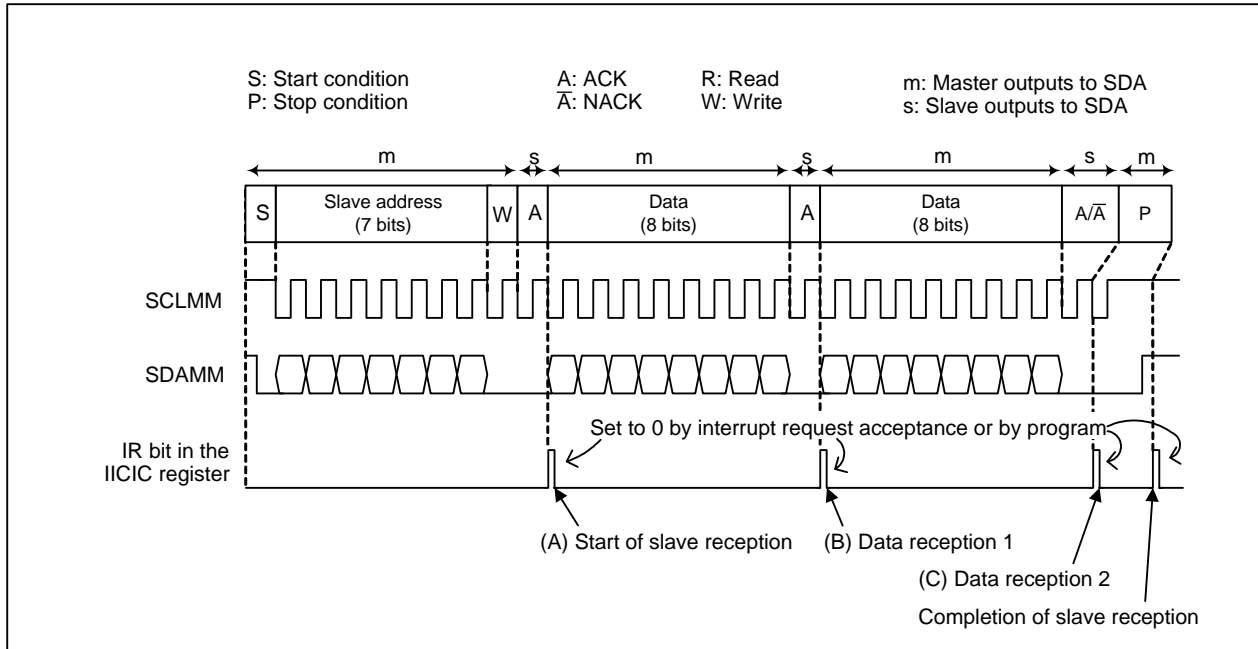 S: Start condition
P: Stop condition
A: ACK
A̅: NACK
R: Read
W: Write
m: Master outputs to SDA
s: Slave outputs to SDA
m s m s m s m
S
Slave address
(7 bits)
W
A
Data
(8 bits)
A
Data
(8 bits)
A/A̅
P
SCLMM
SDAMM
IR bit in the
IICIC register
Set to 0 by interrupt request acceptance or by program
(A) Start of slave reception
(B) Data reception 1
(C) Data reception 2
Completion of slave reception